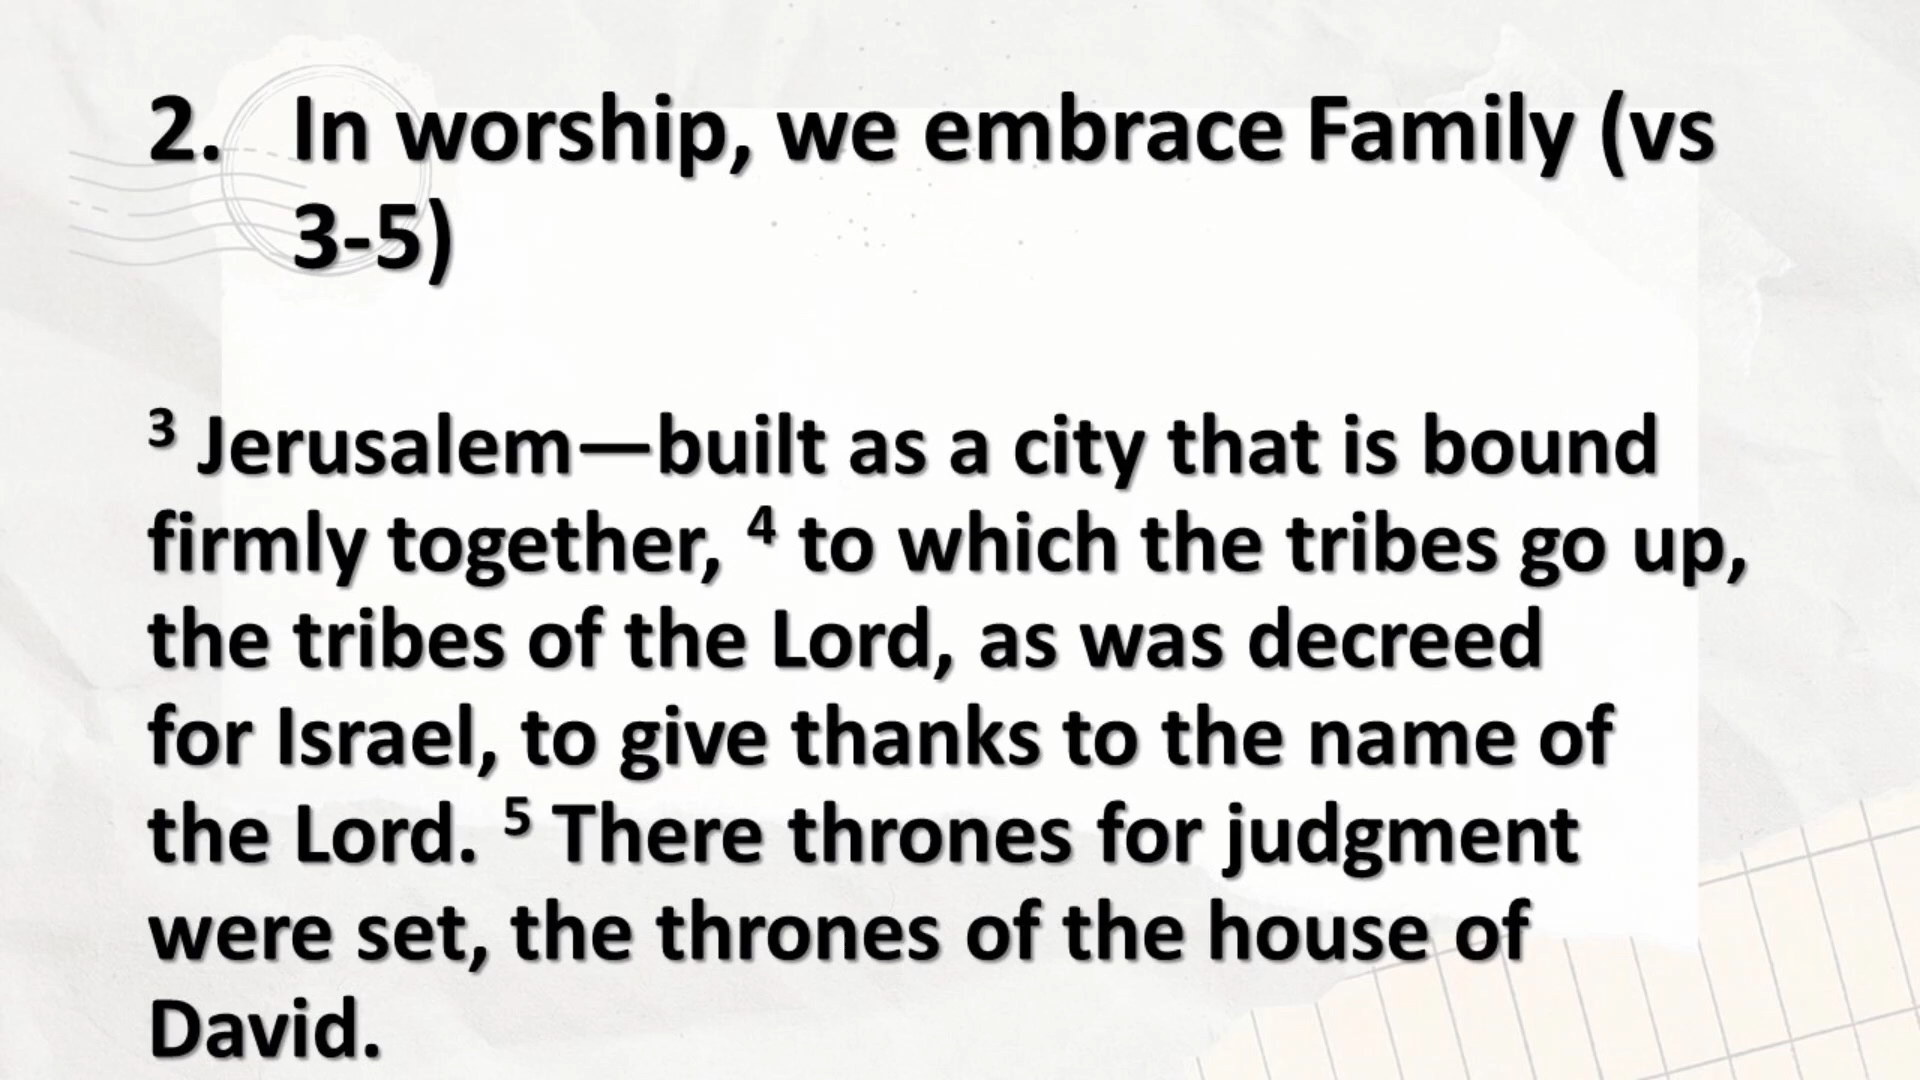 2. In worship, we embrace Family (vs
3-5)
³ Jerusalem—built as a city that is bound
firmly together, ⁴ to which the tribes go up,
the tribes of the Lord, as was decreed
for Israel, to give thanks to the name of
the Lord. ⁵ There thrones for judgment
were set, the thrones of the house of
David.